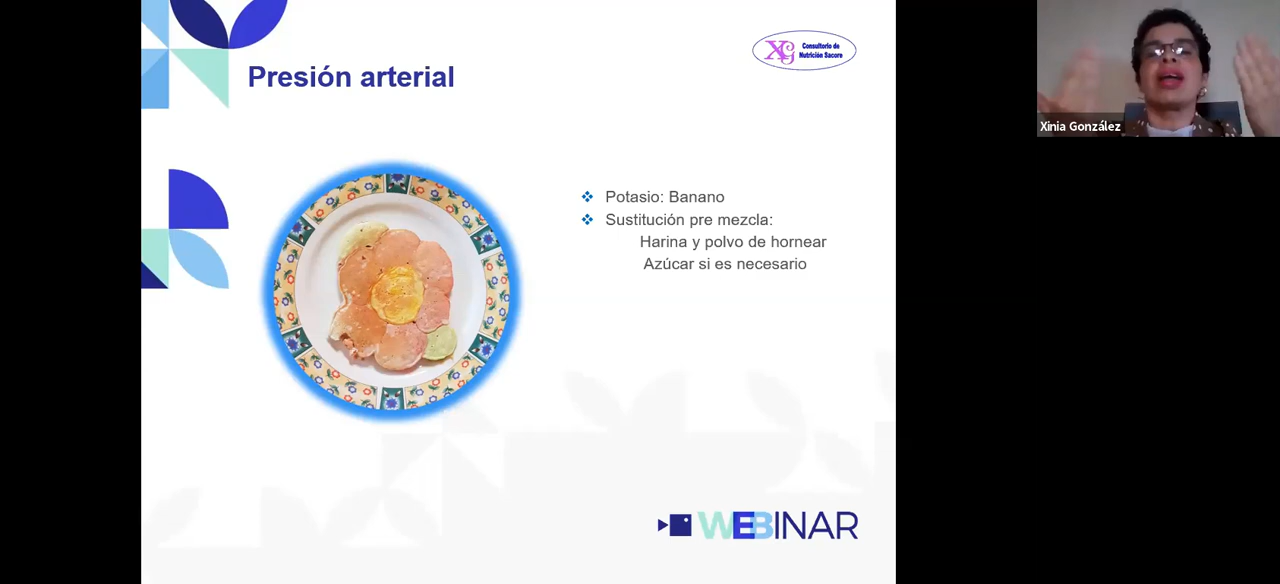 Presión arterial
XG
Consultorio de
Nutrición Sacore
Xinia González
Potasio: Banano
Sustitución pre mezcla:
Harina y polvo de hornear
Azúcar si es necesario
WEBINAR